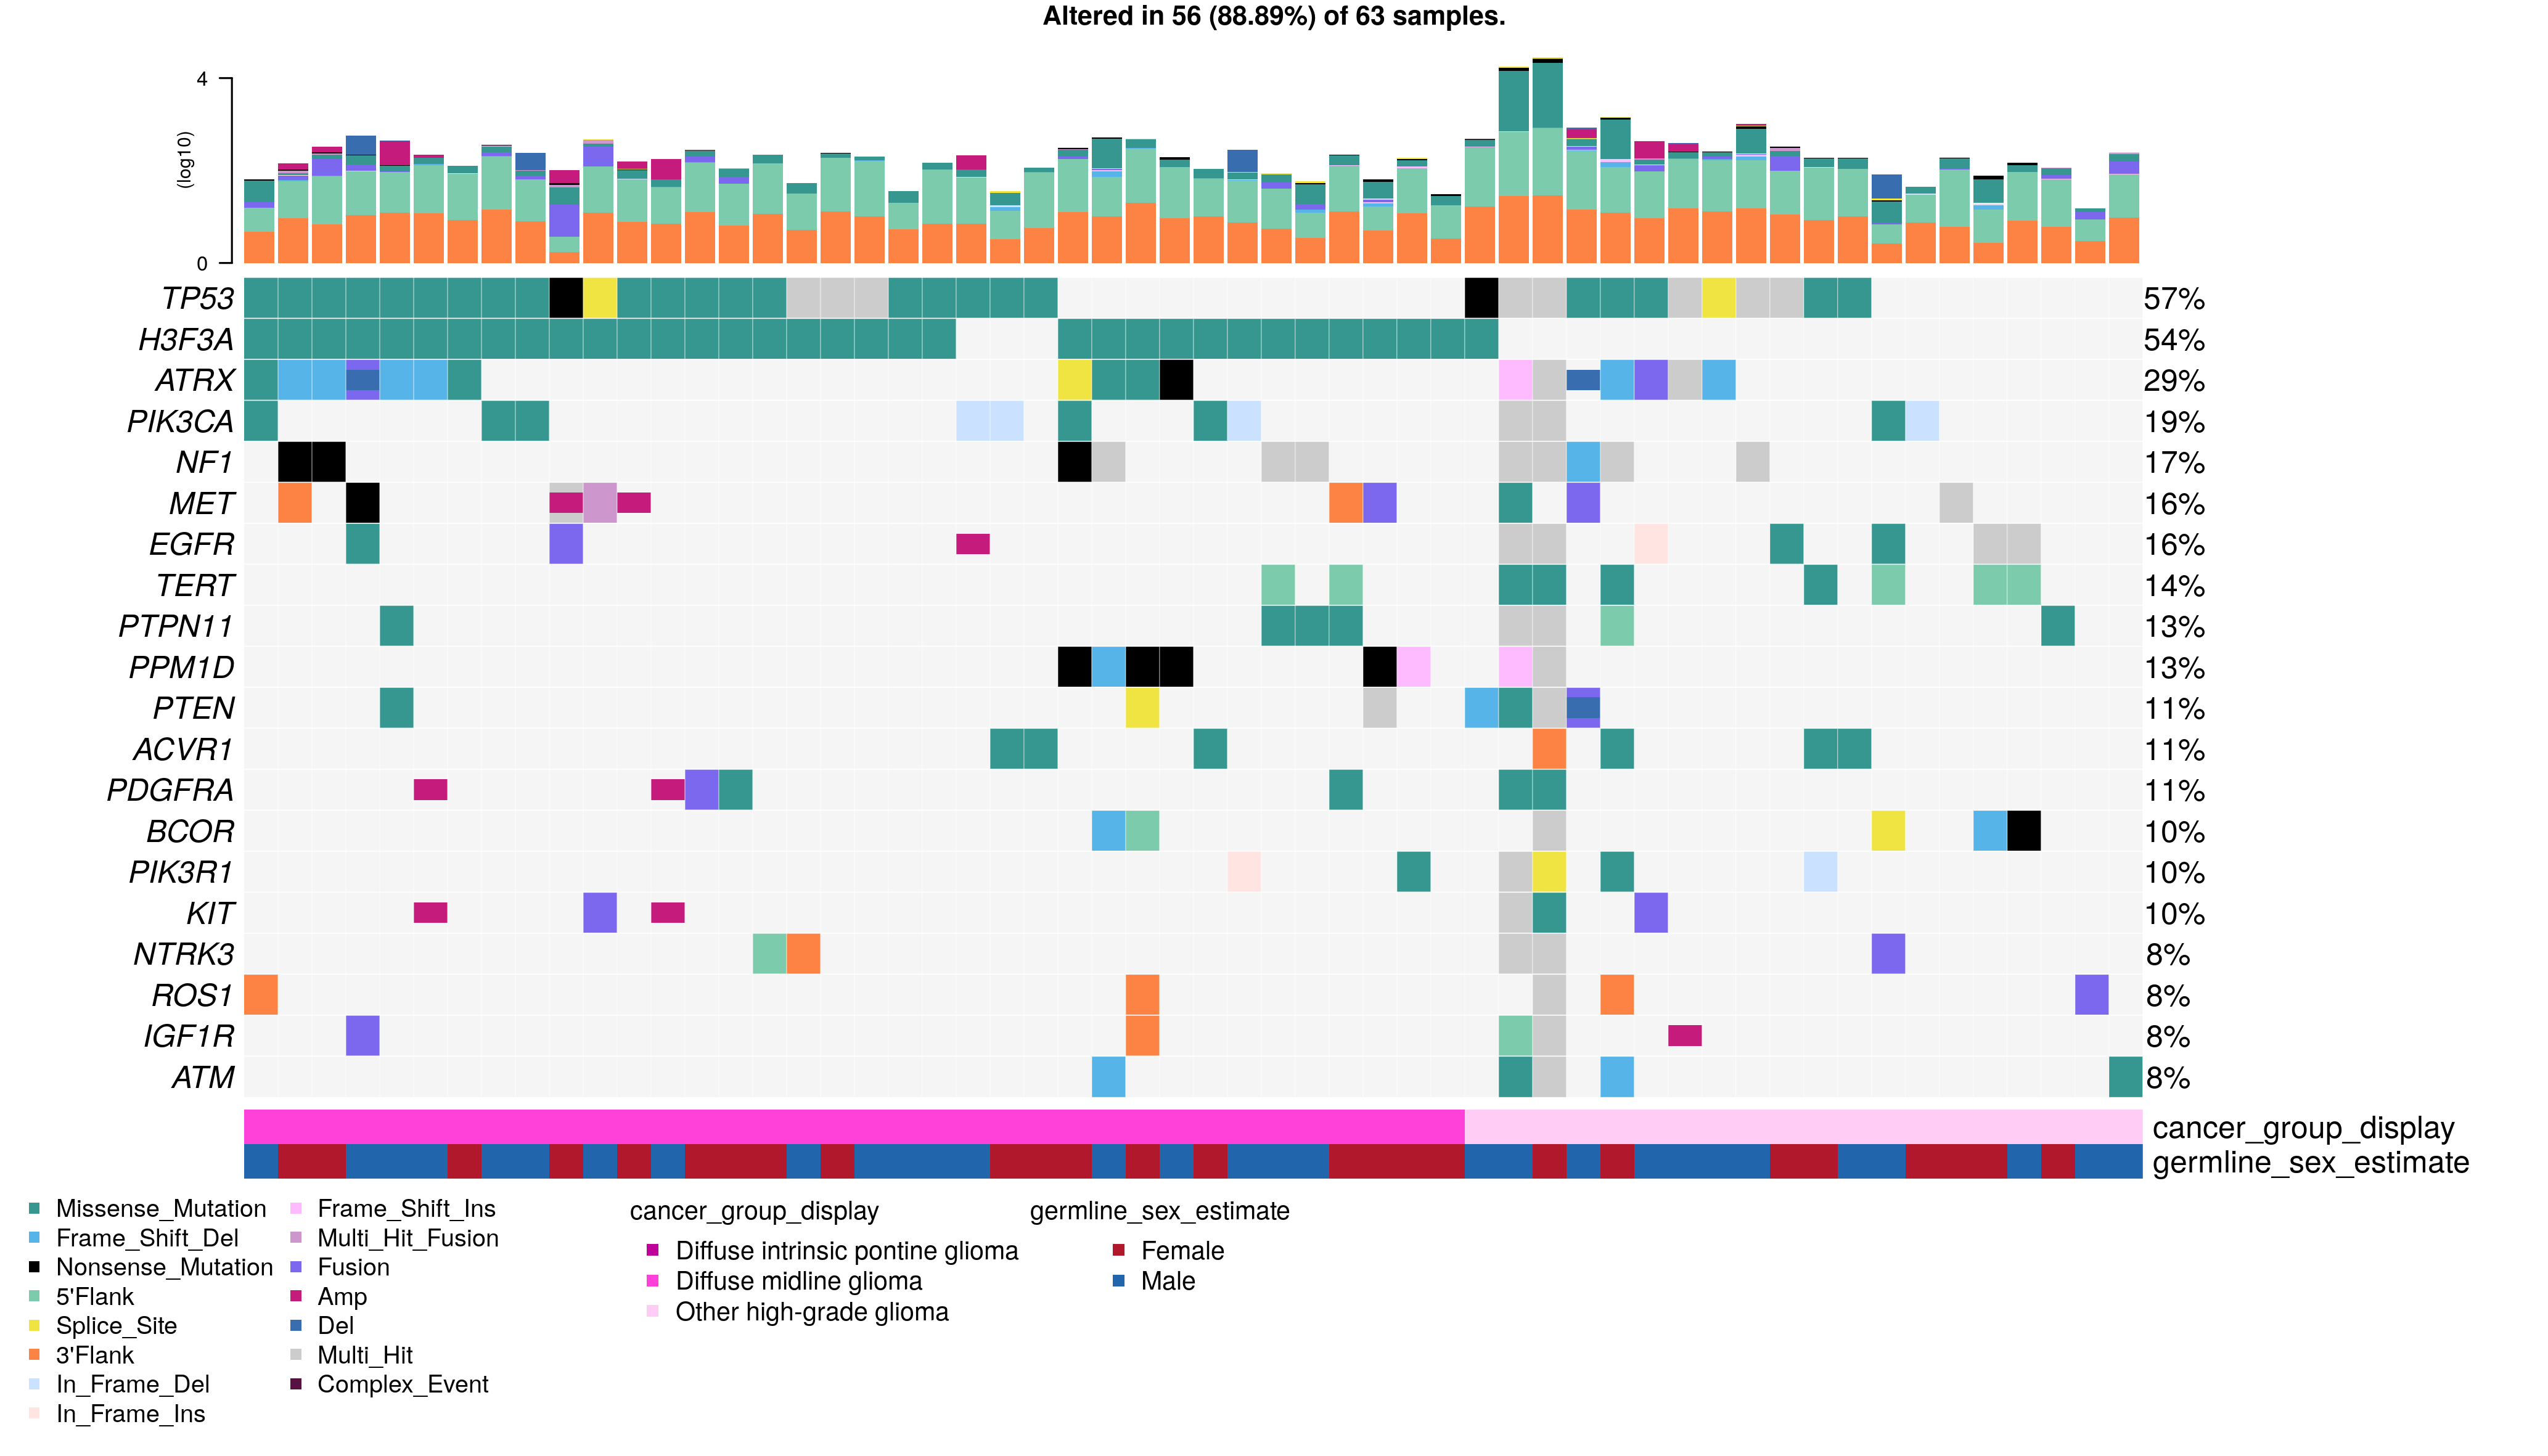 Altered in 56 (88.89%) of 63 samples.
4
(log10)
0
TP53 57%
H3F3A 54%
ATRX 29%
PIK3CA 19%
NF1 17%
MET 16%
EGFR 16%
TERT 14%
PTPN11 13%
PPM1D 13%
PTEN 11%
ACVR1 11%
PDGFRA 11%
BCOR 10%
PIK3R1 10%
KIT 10%
NTRK3 8%
ROS1 8%
IGF1R 8%
ATM 8%
cancer_group_display
germline_sex_estimate
Missense_Mutation
Frame_Shift_Del
Nonsense_Mutation
5'Flank
Splice_Site
3'Flank
In_Frame_Del
In_Frame_Ins
Frame_Shift_Ins
Multi_Hit_Fusion
Fusion
Amp
Del
Multi_Hit
Complex_Event
cancer_group_display
Diffuse intrinsic pontine glioma
Diffuse midline glioma
Other high-grade glioma
germline_sex_estimate
Female
Male